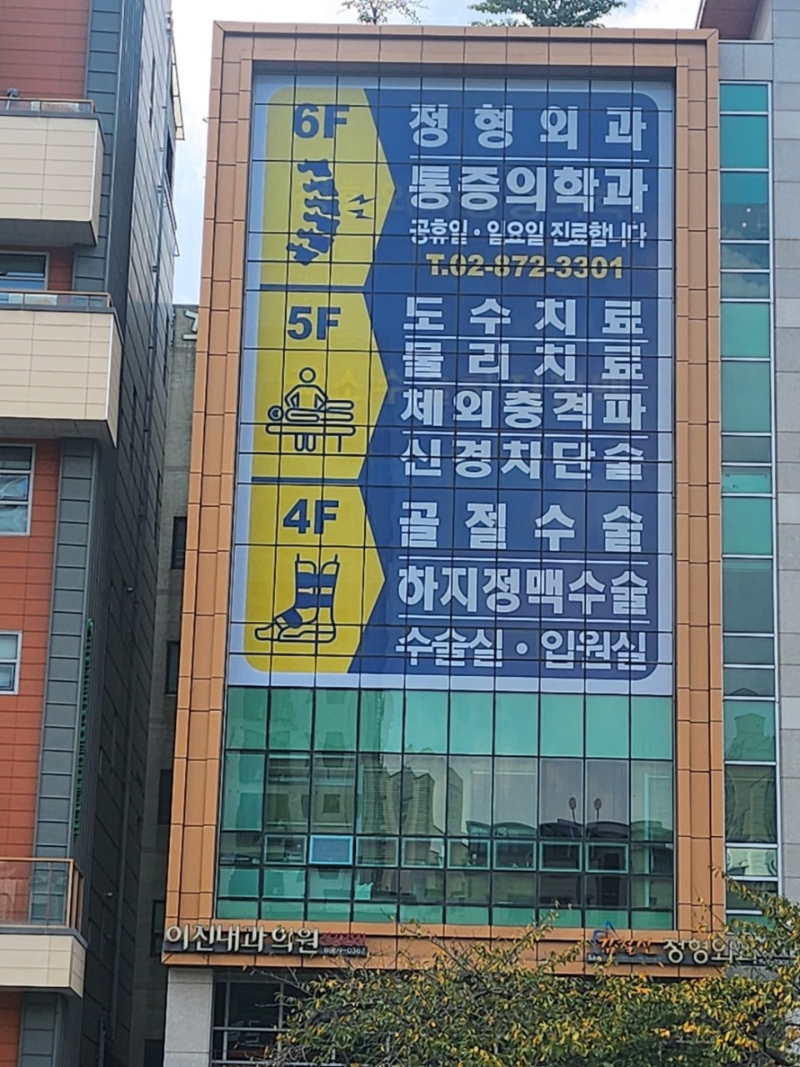 6F
정형외과
통증의학과
공휴일·일요일 진료합니다
T.02-872-3301
5F
도수치료
물리치료
체외충격파
신경차단술
4F
골절수술
하지정맥수술
수술실·입원실
이진내과의원
정형외과